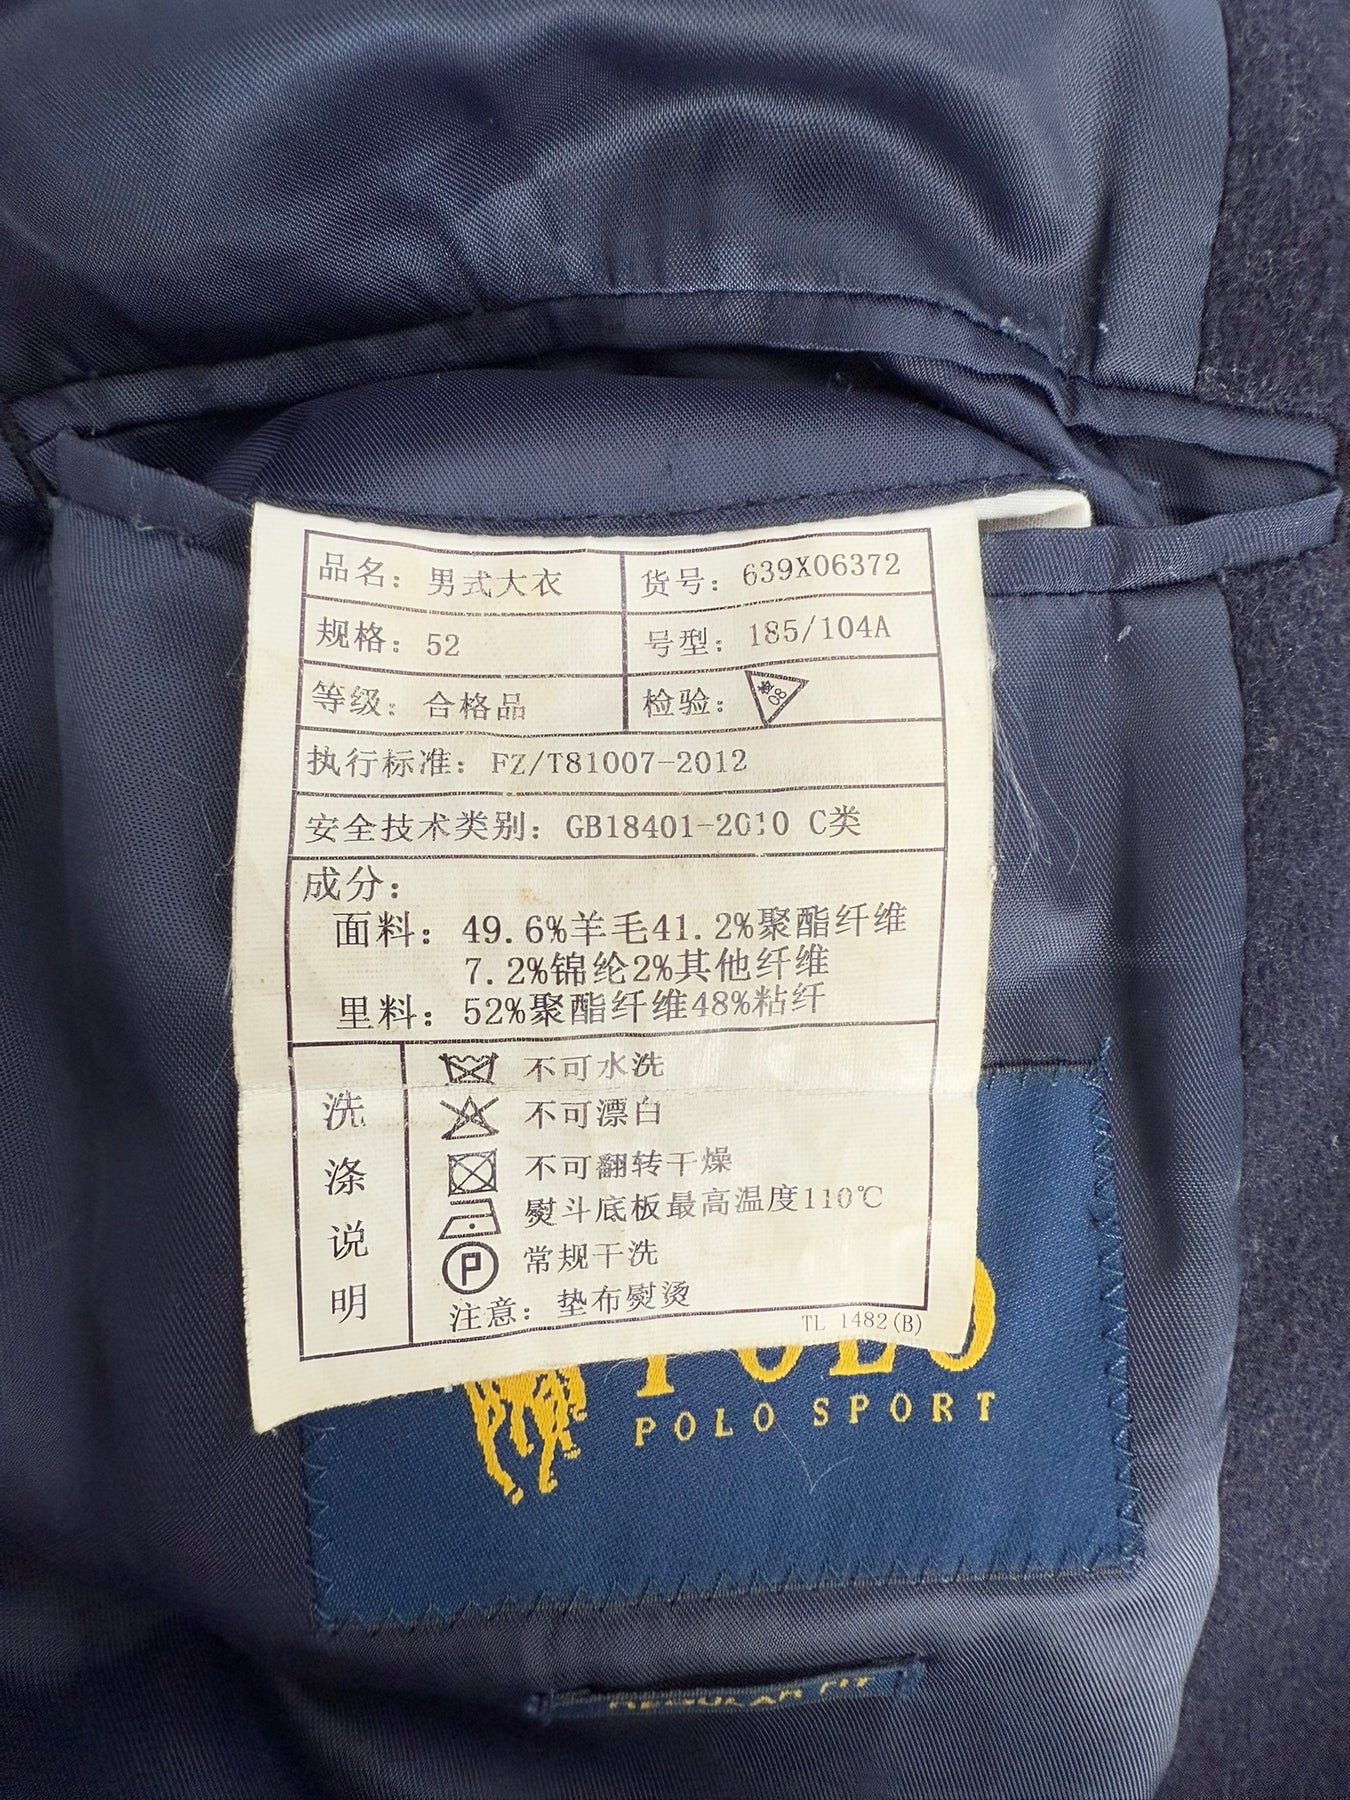 品名：男式大衣 货号：639X06372
规格：52 号型：185/104A
等级：合格品 检验：检08
执行标准：FZ/T81007-2012
安全技术类别：GB18401-2010 C类
成分：
面料：49.6%羊毛41.2%聚酯纤维
7.2%锦纶2%其他纤维
里料：52%聚酯纤维48%粘纤
洗涤说明
不可水洗
不可漂白
不可翻转干燥
熨斗底板最高温度110℃
P 常规干洗
注意：垫布熨烫
TL 1482(B)
POLO
POLO SPORT
REGULAR FIT